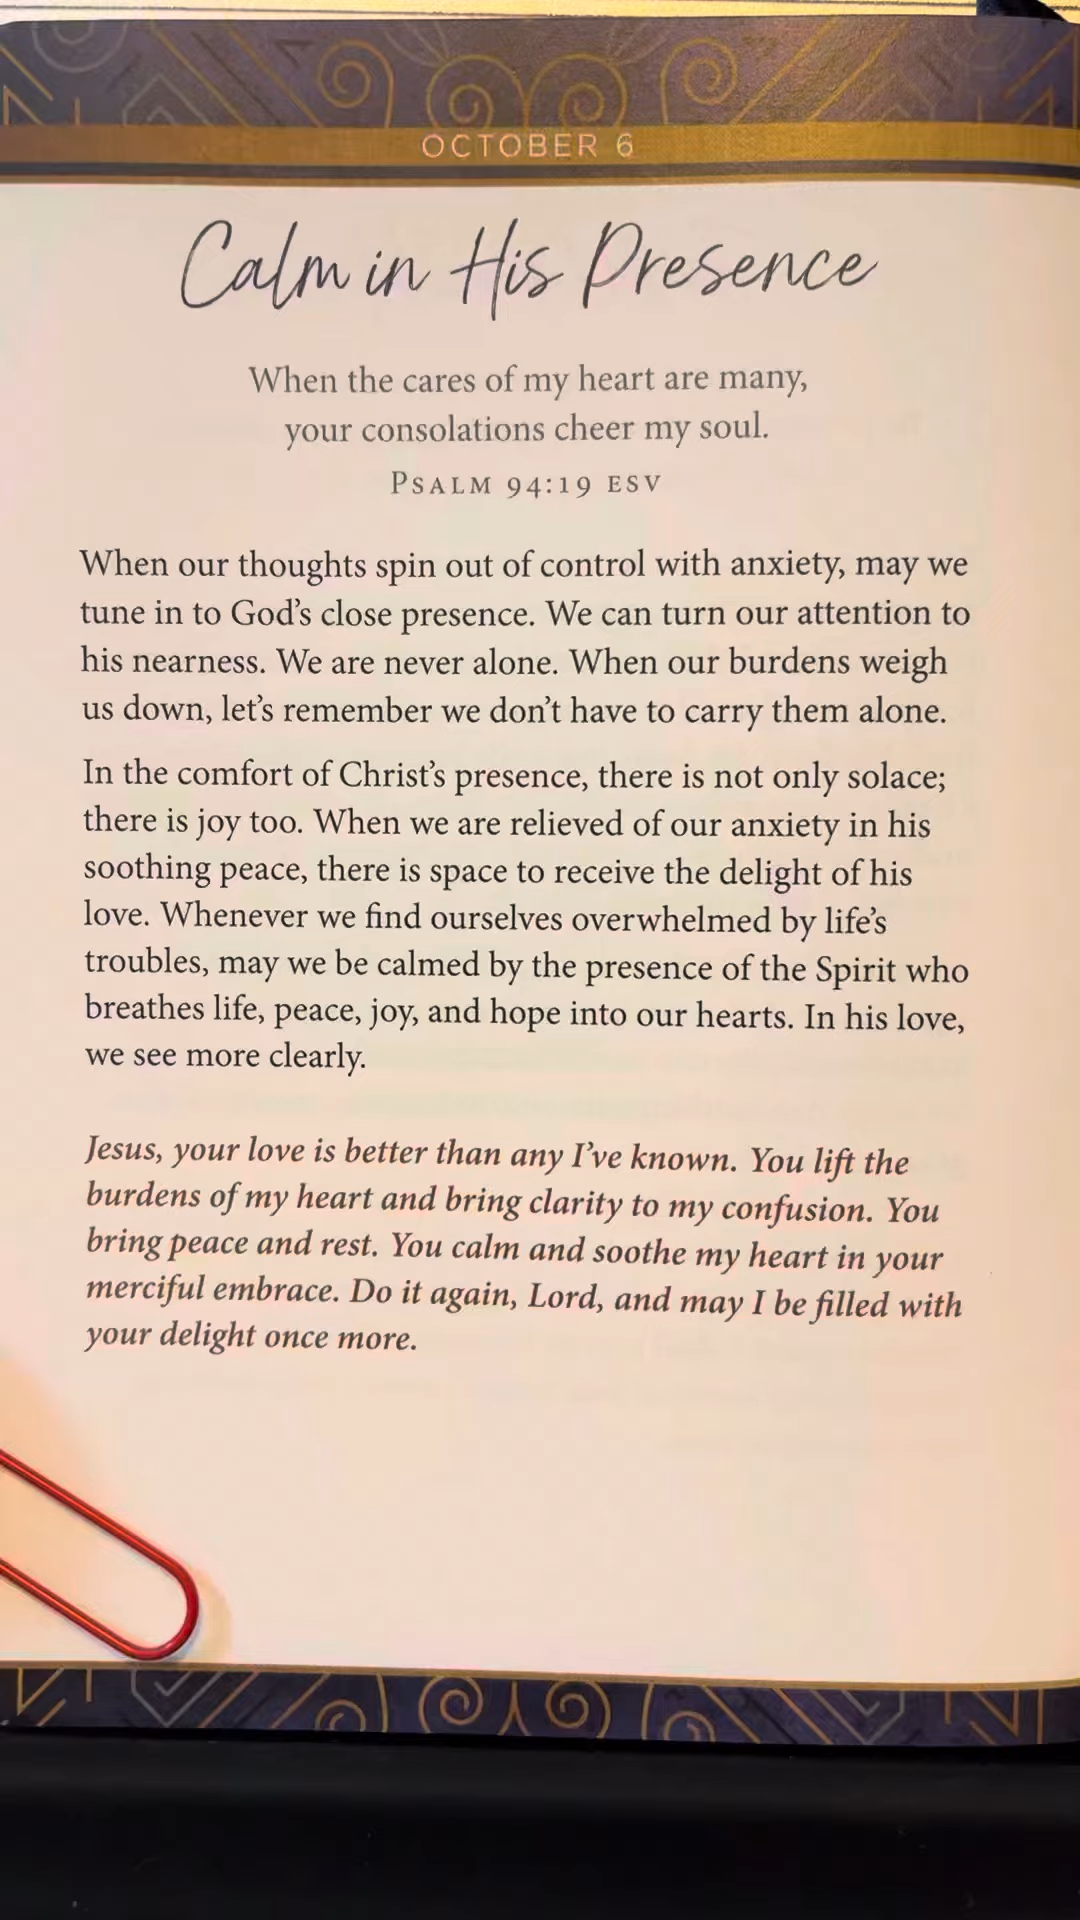 OCTOBER 6
Calm in His Presence
When the cares of my heart are many,
your consolations cheer my soul.
PSALM 94:19 ESV
When our thoughts spin out of control with anxiety, may we
tune in to God’s close presence. We can turn our attention to
his nearness. We are never alone. When our burdens weigh
us down, let’s remember we don’t have to carry them alone.
In the comfort of Christ’s presence, there is not only solace;
there is joy too. When we are relieved of our anxiety in his
soothing peace, there is space to receive the delight of his
love. Whenever we find ourselves overwhelmed by life’s
troubles, may we be calmed by the presence of the Spirit who
breathes life, peace, joy, and hope into our hearts. In his love,
we see more clearly.
Jesus, your love is better than any I’ve known. You lift the
burdens of my heart and bring clarity to my confusion. You
bring peace and rest. You calm and soothe my heart in your
merciful embrace. Do it again, Lord, and may I be filled with
your delight once more.